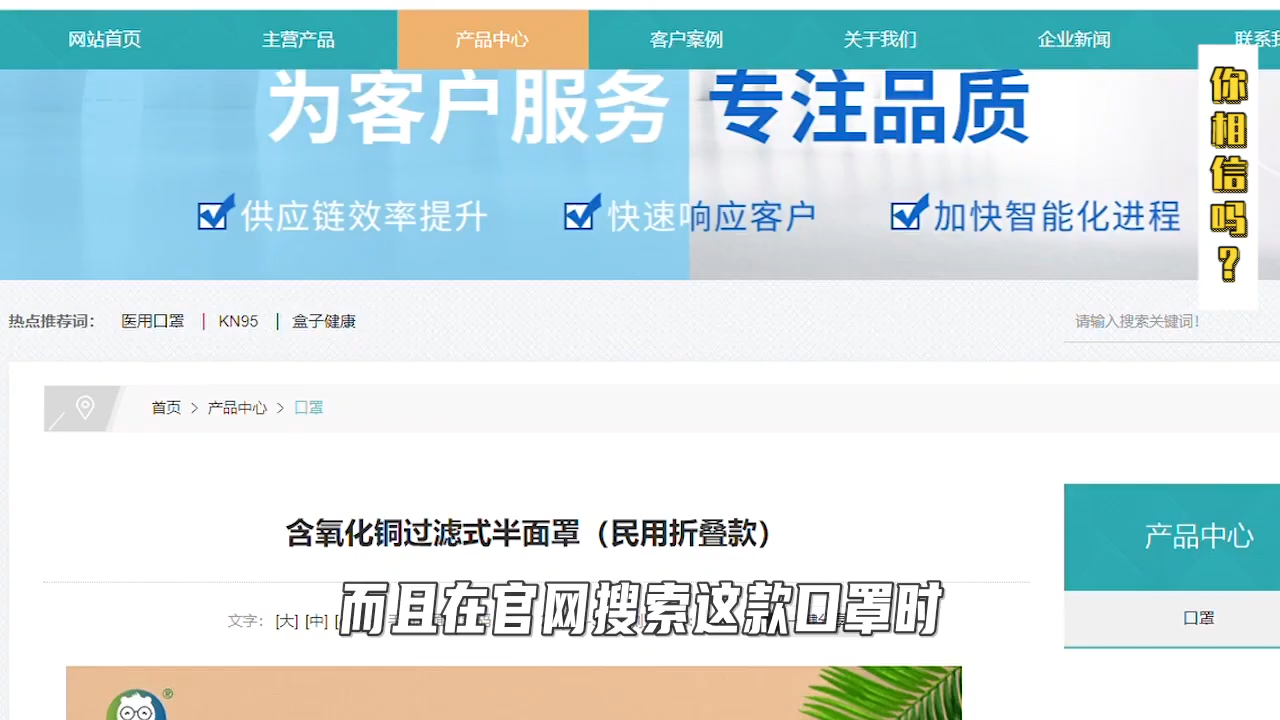 网站首页 主营产品 产品中心 客户案例 关于我们 企业新闻 联系
为客户服务 专注品质
供应链效率提升 快速响应客户 加快智能化进程
你相信吗?
热点推荐词: 医用口罩 | KN95 | 盒子健康
请输入搜索关键词!
首页 > 产品中心 > 口罩
含氧化铜过滤式半面罩（民用折叠款）
产品中心
文字： [大] [中]
而且在官网搜索这款口罩时
口罩